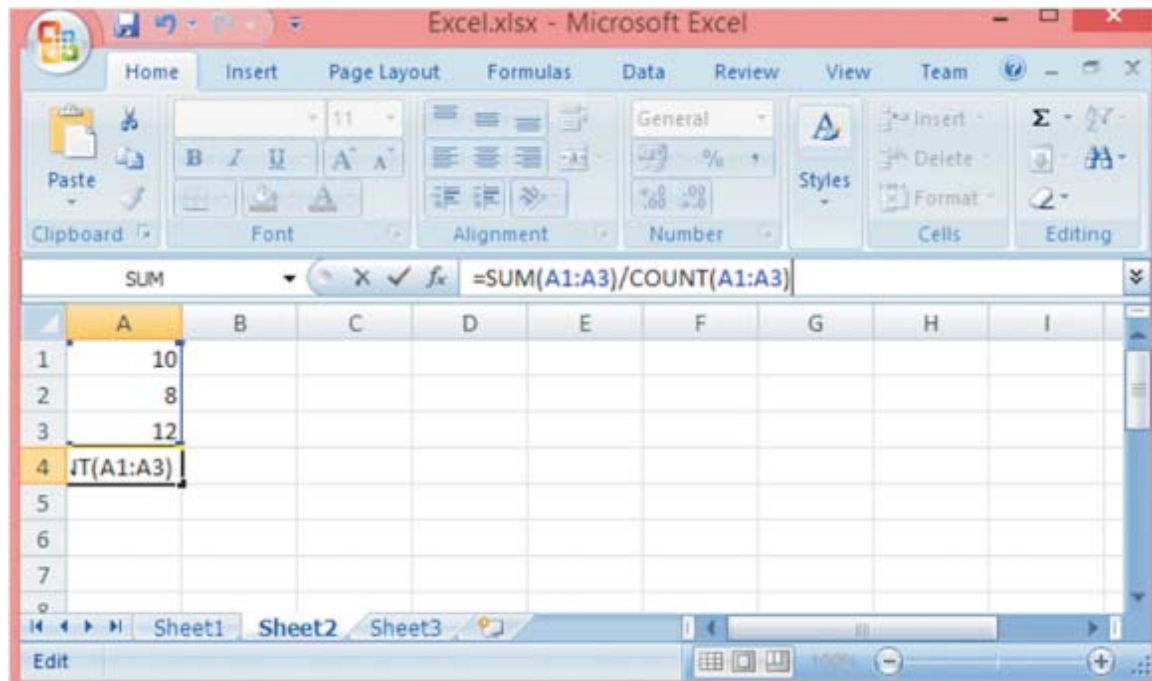 Excel.xlsx - Microsoft Excel
Home Insert Page Layout Formulas Data Review View Team
11 General Insert Σ
B I U A A % , Delete
Paste Styles Format
Clipboard Font Alignment Number Cells Editing
SUM fx =SUM(A1:A3)/COUNT(A1:A3)
A B C D E F G H I
1 10
2 8
3 12
4 NT(A1:A3)
5
6
7
Sheet1 Sheet2 Sheet3
Edit 100%